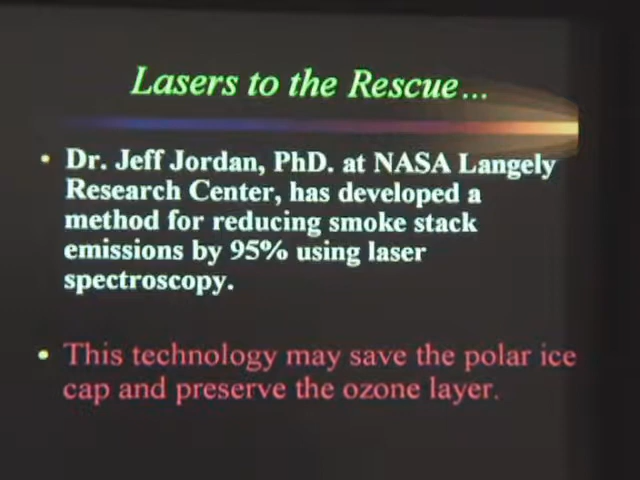 Lasers to the Rescue...
• Dr. Jeff Jordan, PhD. at NASA Langely
Research Center, has developed a
method for reducing smoke stack
emissions by 95% using laser
spectroscopy.
• This technology may save the polar ice
cap and preserve the ozone layer.